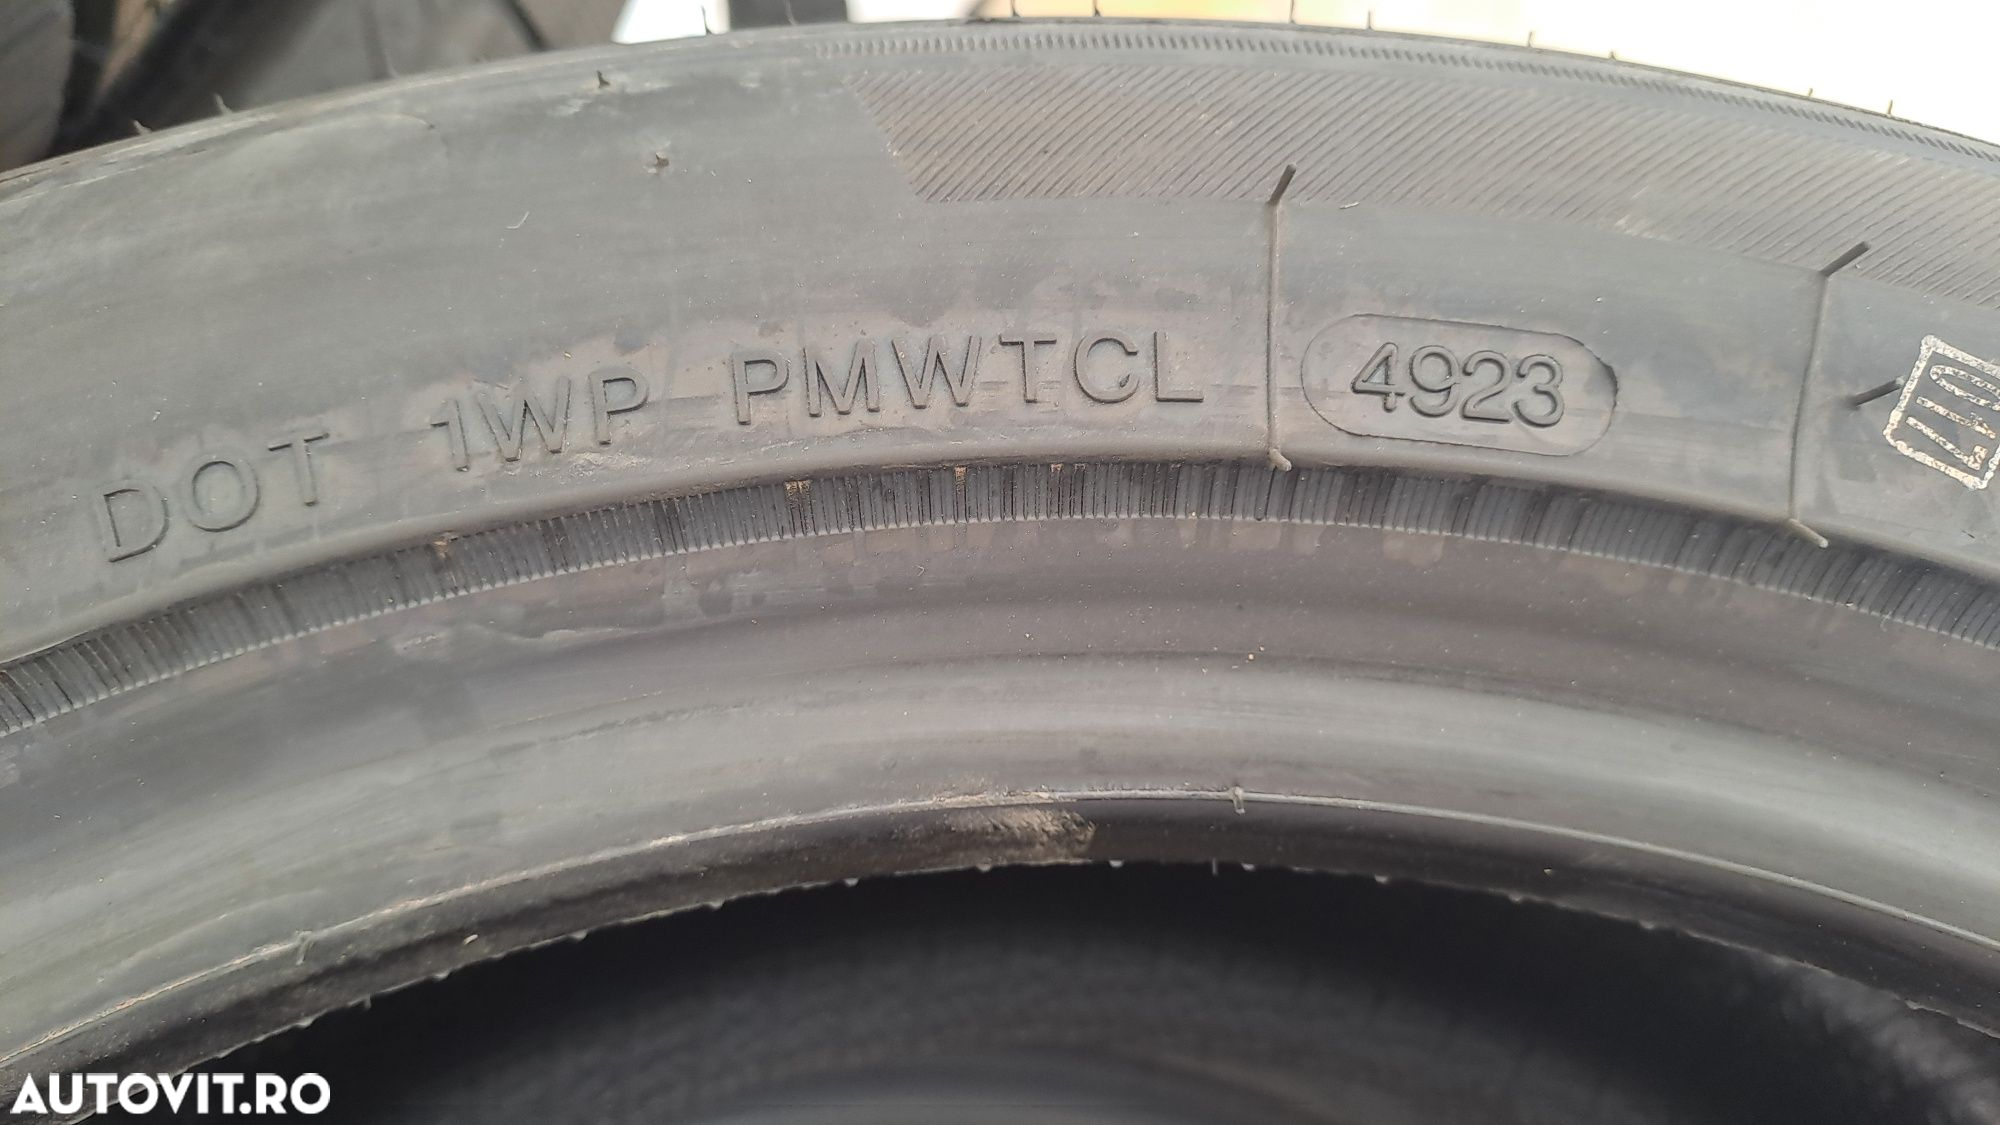 DOT 1WP PMWTCL 4923
AUTOVIT.RO